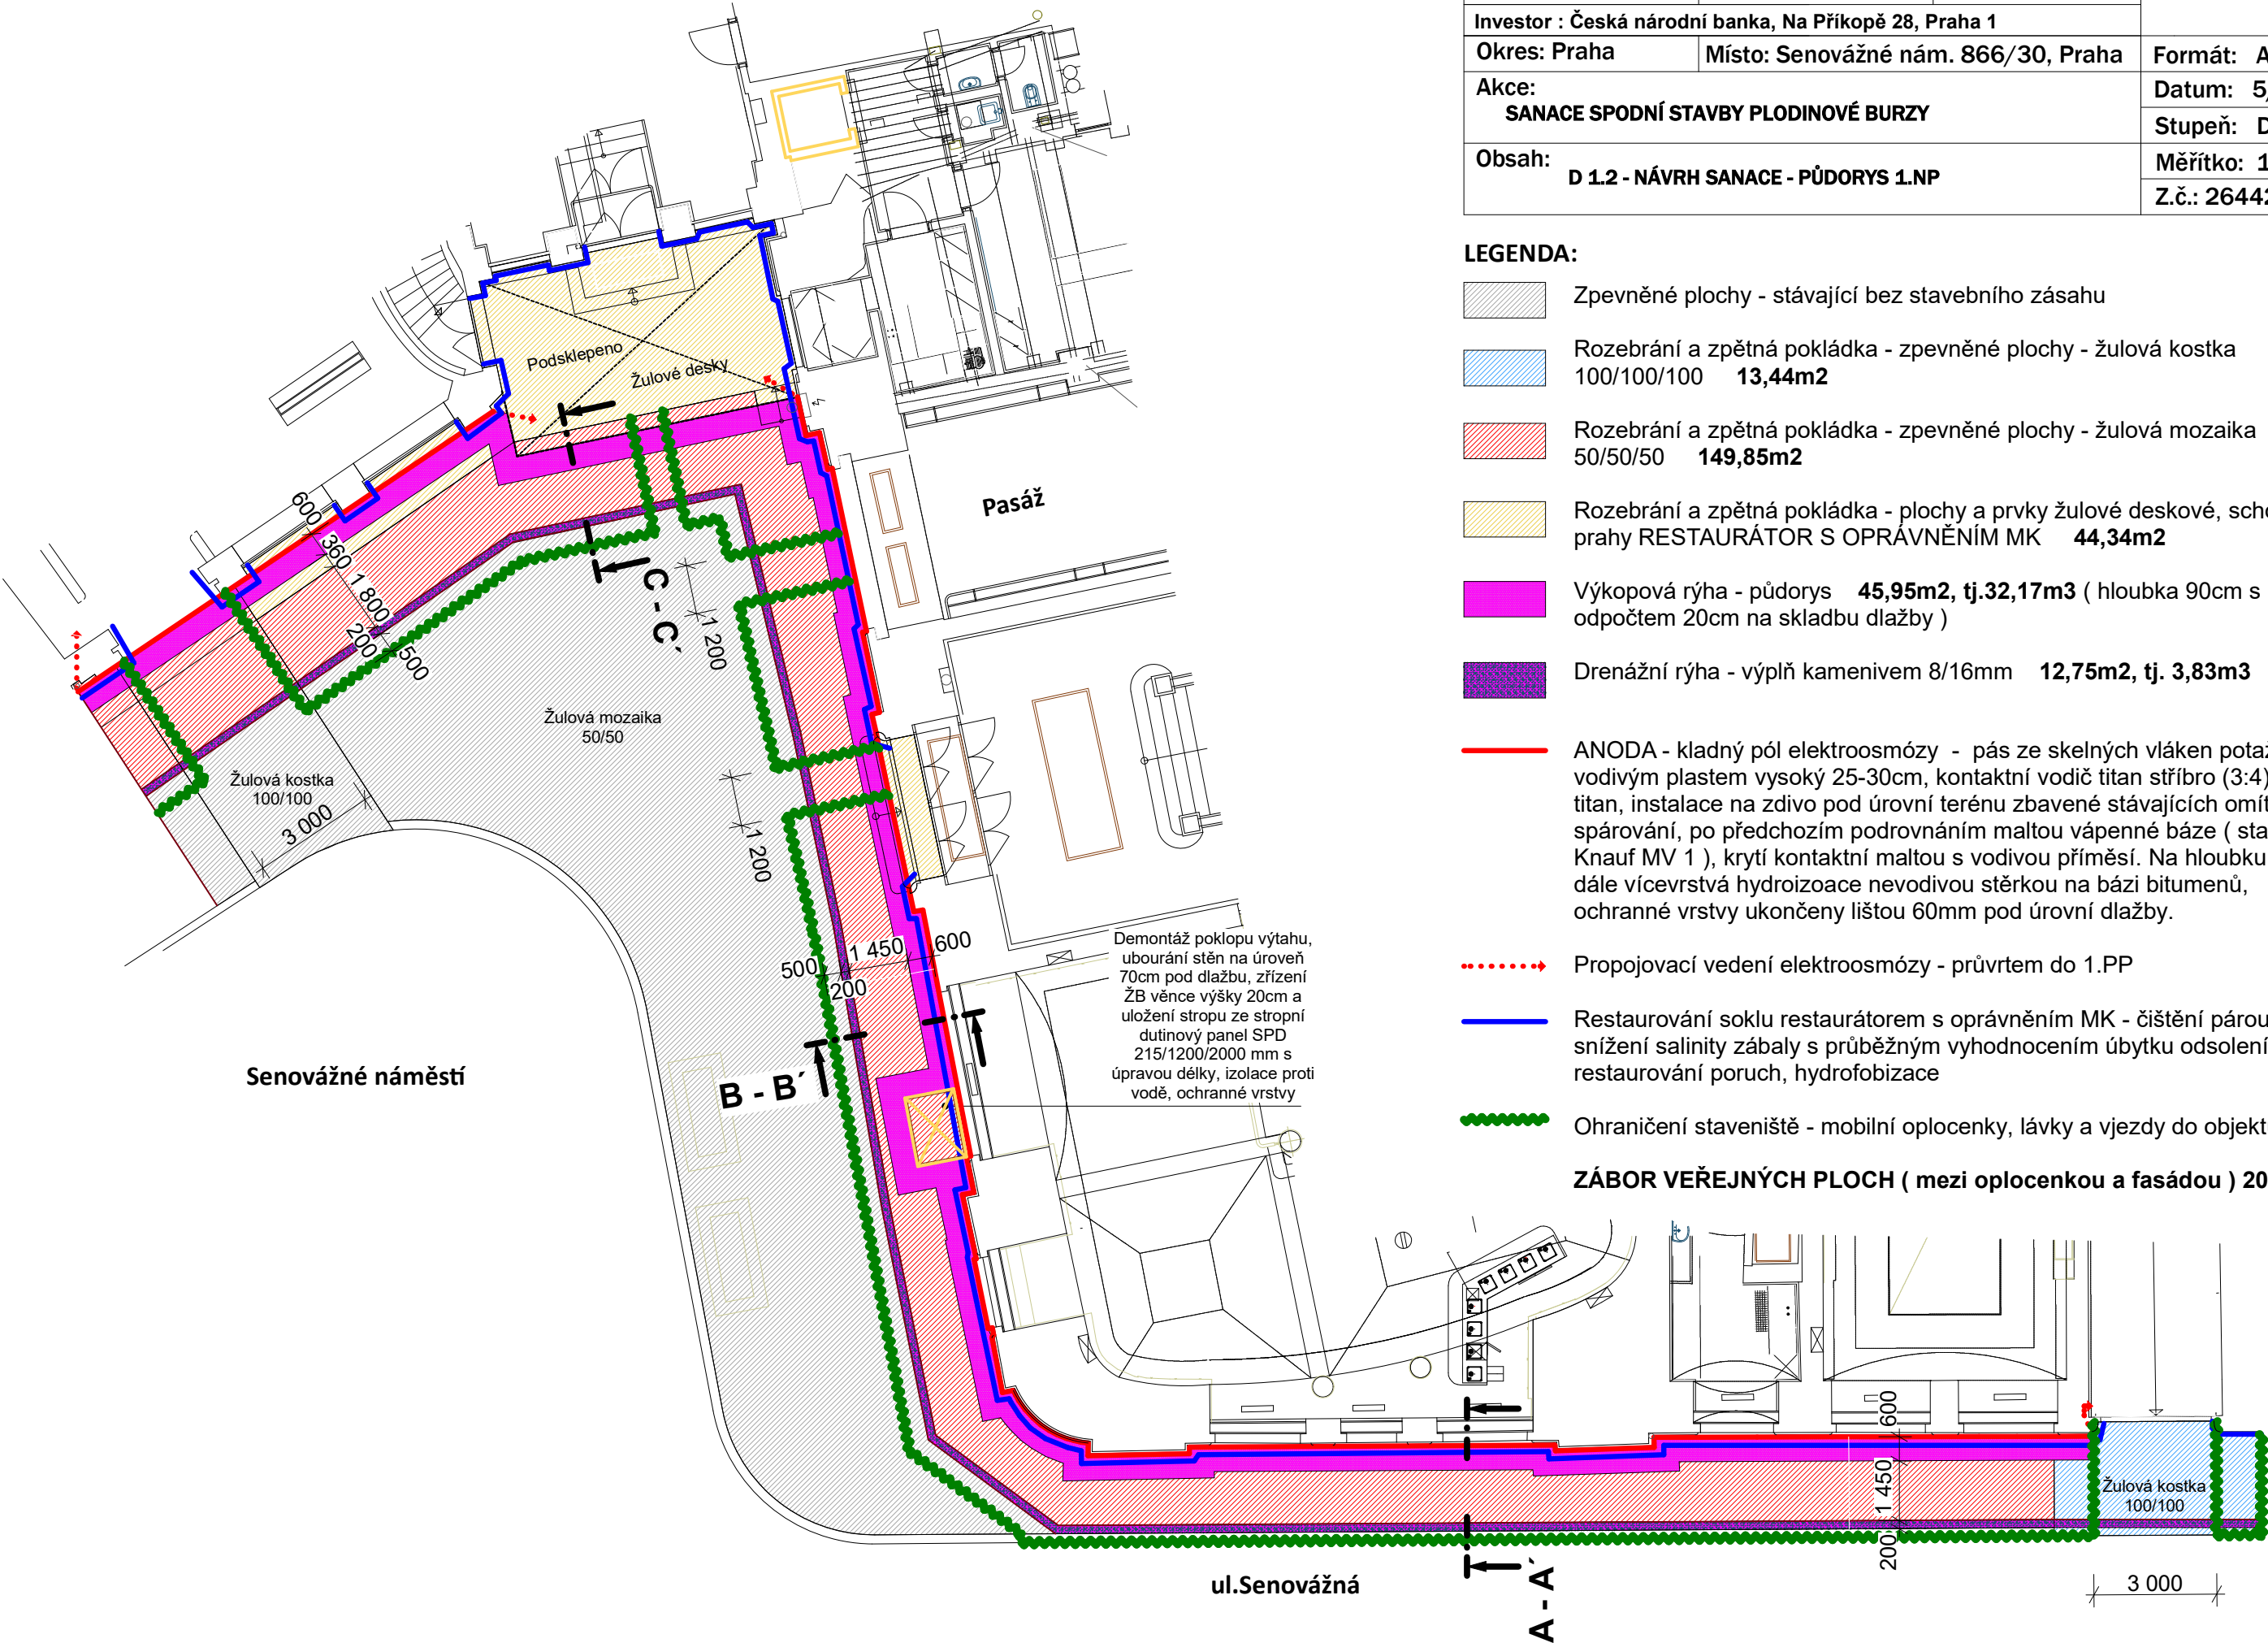 Investor : Česká národní banka, Na Příkopě 28, Praha 1
Okres: Praha
Místo: Senovážné nám. 866/30, Praha
Formát: A
Akce:
SANACE SPODNÍ STAVBY PLODINOVÉ BURZY
Datum: 5
Stupeň: D
Obsah:
D 1.2 - NÁVRH SANACE - PŮDORYS 1.NP
Měřítko: 1
Z.č.: 26442
LEGENDA:
Zpevněné plochy - stávající bez stavebního zásahu
Rozebrání a zpětná pokládka - zpevněné plochy - žulová kostka
100/100/100 13,44m2
Rozebrání a zpětná pokládka - zpevněné plochy - žulová mozaika
50/50/50 149,85m2
Rozebrání a zpětná pokládka - plochy a prvky žulové deskové,
prahy RESTAURÁTOR S OPRÁVNĚNÍM MK 44,34m2
Výkopová rýha - půdorys 45,95m2, tj.32,17m3 ( hloubka 90cm s
odpočtem 20cm na skladbu dlažby )
Drenážní rýha - výplň kamenivem 8/16mm 12,75m2, tj. 3,83m3
ANODA - kladný pól elektroosmózy - pás ze skelných vláken
vodivým plastem vysoký 25-30cm, kontaktní vodič titan stříbro (3:4)
titan, instalace na zdivo pod úrovní terénu zbavené stávajících
spárování, po předchozím podrovnáním maltou vápenné báze (
Knauf MV 1 ), krytí kontaktní maltou s vodivou příměsí. Na hloubku
dále vícevrstvá hydroizoace nevodivou stěrkou na bázi bitumenů,
ochranné vrstvy ukončeny lištou 60mm pod úrovní dlažby.
Propojovací vedení elektroosmózy - průvrtem do 1.PP
Restaurování soklu restaurátorem s oprávněním MK - čištění párou
snížení salinity zábaly s průběžným vyhodnocením úbytku odsolení
restaurování poruch, hydrofobizace
Ohraničení staveniště - mobilní oplocenky, lávky a vjezdy do objekt
ZÁBOR VEŘEJNÝCH PLOCH ( mezi oplocenkou a fasádou ) 20
Podsklepeno
Žulové desky
Pasáž
600
360
1 800
200
500
C - C´
1 200
Žulová mozaika
50/50
Žulová kostka
100/100
3 000
1 200
500
1 450
600
200
Demontáž poklopu výtahu,
ubourání stěn na úroveň
70cm pod dlažbu, zřízení
ŽB věnce výšky 20cm a
uložení stropu ze stropní
dutinový panel SPD
215/1200/2000 mm s
úpravou délky, izolace proti
vodě, ochranné vrstvy
Senovážné náměstí
B - B´
600
1 450
200
Žulová kostka
100/100
ul.Senovážná
A - A´
3 000